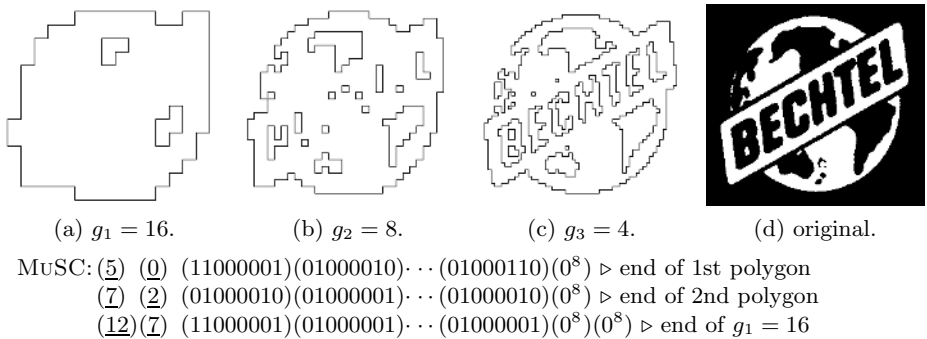 BECHTEL
(a) g₁ = 16. (b) g₂ = 8. (c) g₃ = 4. (d) original.
MuSC: (5) (0) (11000001)(01000010)⋯(01000110)(0⁸) ▷ end of 1st polygon
(7) (2) (01000010)(01000001)⋯(01000010)(0⁸) ▷ end of 2nd polygon
(12)(7) (11000001)(01000001)⋯(01000001)(0⁸)(0⁸) ▷ end of g₁ = 16